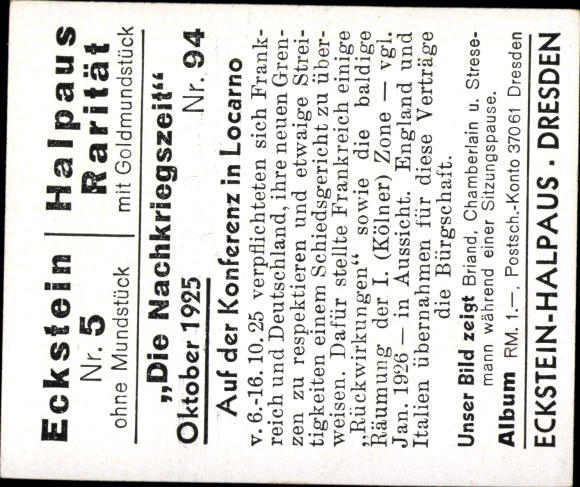 Eckstein
Nr. 5
ohne Mundstück
Halpaus
Rarität
mit Goldmundstück
„Die Nachkriegszeit“
Oktober 1925 Nr. 94
Auf der Konferenz in Locarno
v. 6.-16. 10. 25 verpflichteten sich Frank-
reich und Deutschland, ihre neuen Gren-
zen zu respektieren und etwaige Strei-
tigkeiten einem Schiedsgericht zu über-
weisen. Dafür stellte Frankreich einige
„Rückwirkungen“ sowie die baldige
Räumung der I. (Kölner) Zone — vgl.
Jan. 1926 — in Aussicht. England und
Italien übernahmen für diese Verträge
die Bürgschaft.
Unser Bild zeigt Briand, Chamberlain u. Strese-
mann während einer Sitzungspause.
Album RM. 1.—. Postsch.-Konto 37061 Dresden
ECKSTEIN-HALPAUS · DRESDEN